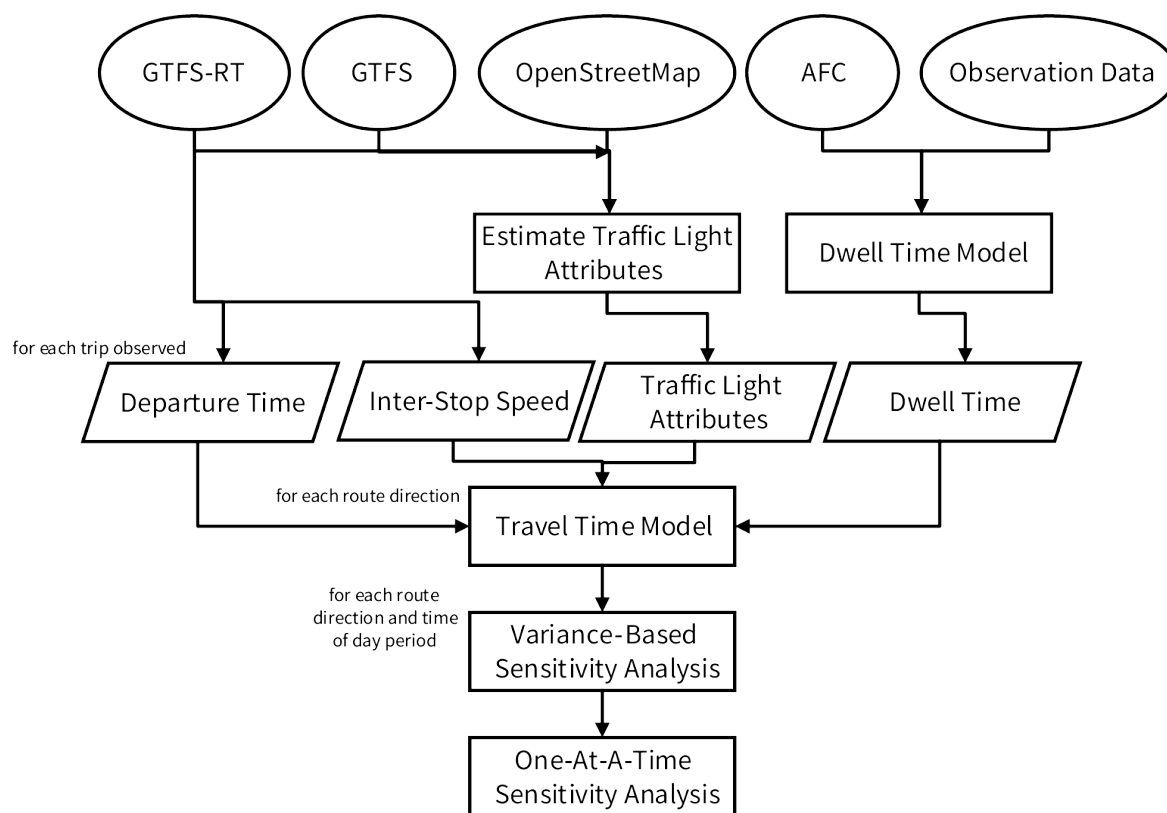 GTFS-RT
GTFS
OpenStreetMap
AFC
Observation Data
Estimate Traffic Light
Attributes
Dwell Time Model
for each trip observed
Departure Time
Inter-Stop Speed
Traffic Light
Attributes
Dwell Time
for each route direction
Travel Time Model
for each route
direction and time
of day period
Variance-Based
Sensitivity Analysis
One-At-A-Time
Sensitivity Analysis